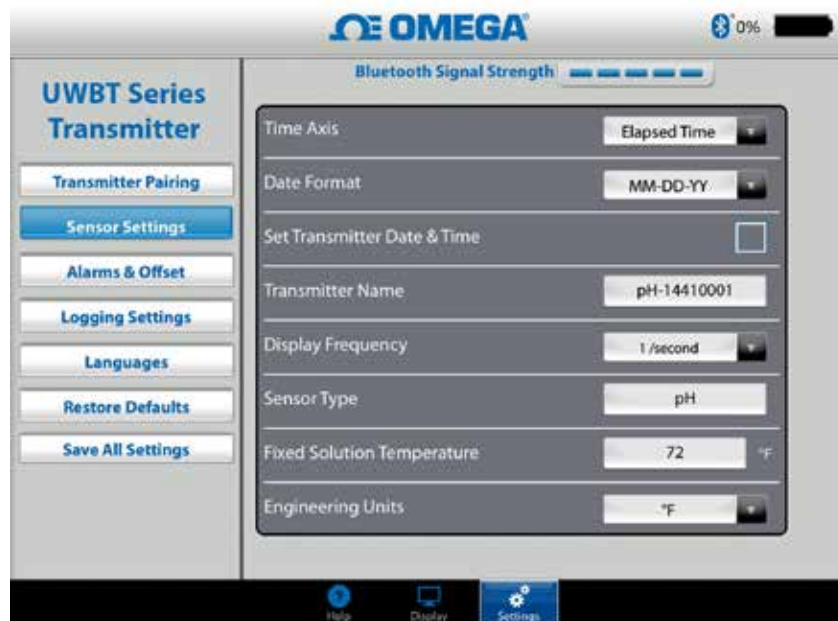 OMEGA
0%
Bluetooth Signal Strength
UWBT Series
Transmitter
Transmitter Pairing
Sensor Settings
Alarms & Offset
Logging Settings
Languages
Restore Defaults
Save All Settings
Time Axis Elapsed Time
Date Format MM-DD-YY
Set Transmitter Date & Time
Transmitter Name pH-14410001
Display Frequency 1 /second
Sensor Type pH
Fixed Solution Temperature 72 °F
Engineering Units °F
Help Display Settings